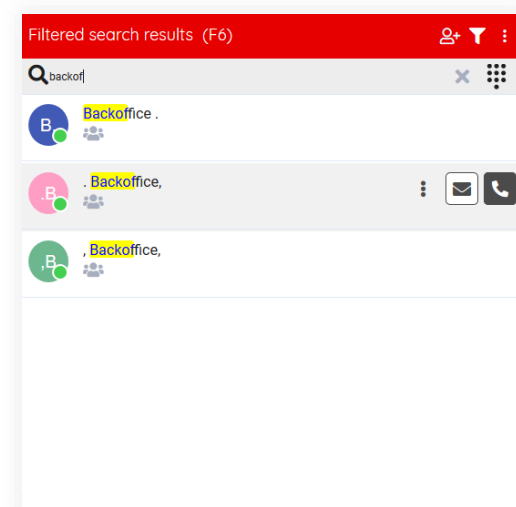 Filtered search results (F6)
backof
B
Backoffice .
.B
. Backoffice,
,B
, Backoffice,